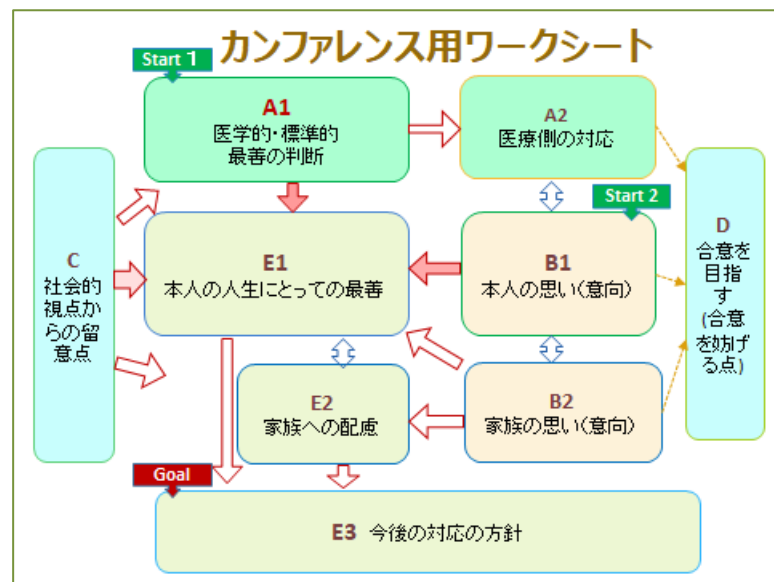 カンファレンス用ワークシート
Start 1
A1
医学的・標準的
最善の判断
A2
医療側の対応
Start 2
C
社会的
視点か
らの留
意点
E1
本人の人生にとっての最善
B1
本人の思い(意向)
D
合意を
目指
す
(合意
を妨げ
る点)
E2
家族への配慮
B2
家族の思い(意向)
Goal
E3 今後の対応の方針